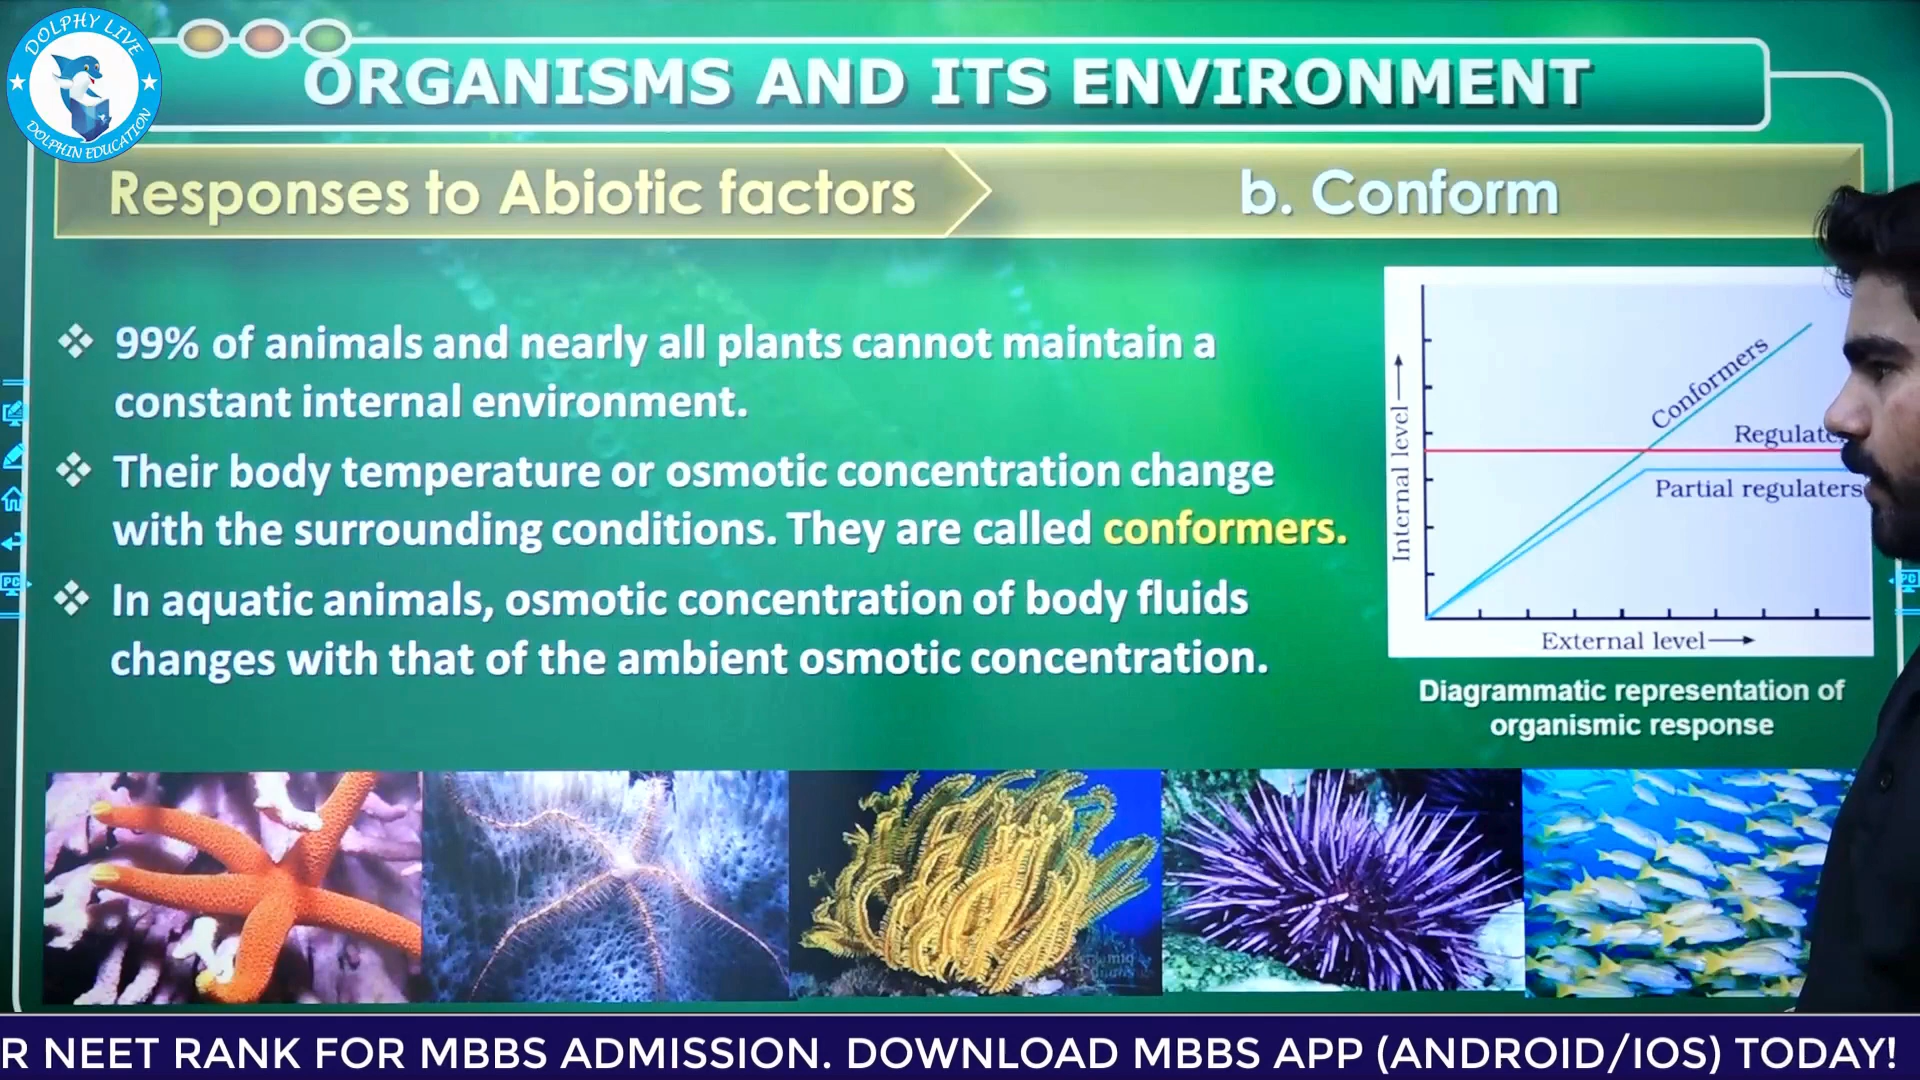 DOLPHY LIVE
DOLPHIN EDUCATION
ORGANISMS AND ITS ENVIRONMENT
Responses to Abiotic factors
b. Conform
❖ 99% of animals and nearly all plants cannot maintain a
constant internal environment.
❖ Their body temperature or osmotic concentration change
with the surrounding conditions. They are called conformers.
❖ In aquatic animals, osmotic concentration of body fluids
changes with that of the ambient osmotic concentration.
Internal level
Conformers
Partial regulaters
External level
Diagrammatic representation of
organismic response
PC
PC
R NEET RANK FOR MBBS ADMISSION. DOWNLOAD MBBS APP (ANDROID/IOS) TODAY!